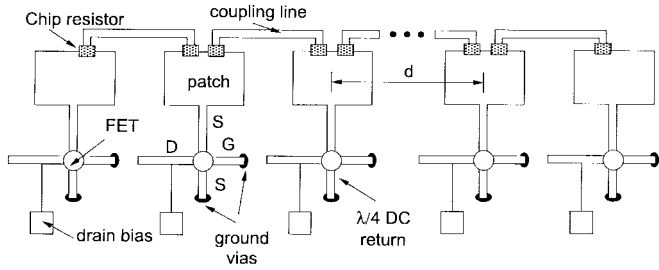 Chip resistor
coupling line
patch
d
FET
D
S
G
S
drain bias
ground
vias
λ/4 DC
return